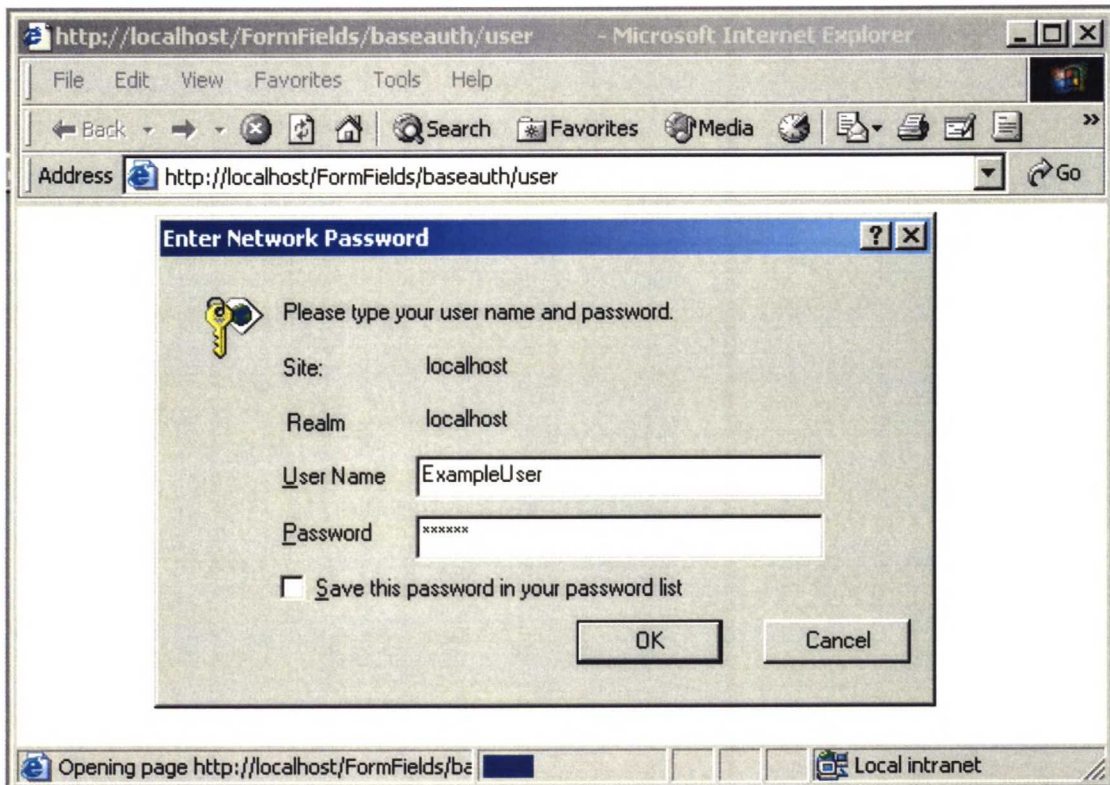 http://localhost/FormFields/baseauth/user - Microsoft Internet Explorer
File Edit View Favorites Tools Help
Back Search Favorites Media »
Address http://localhost/FormFields/baseauth/user Go
Enter Network Password
Please type your user name and password.
Site: localhost
Realm localhost
User Name ExampleUser
Password ××××××
Save this password in your password list
OK Cancel
Opening page http://localhost/FormFields/ba Local intranet